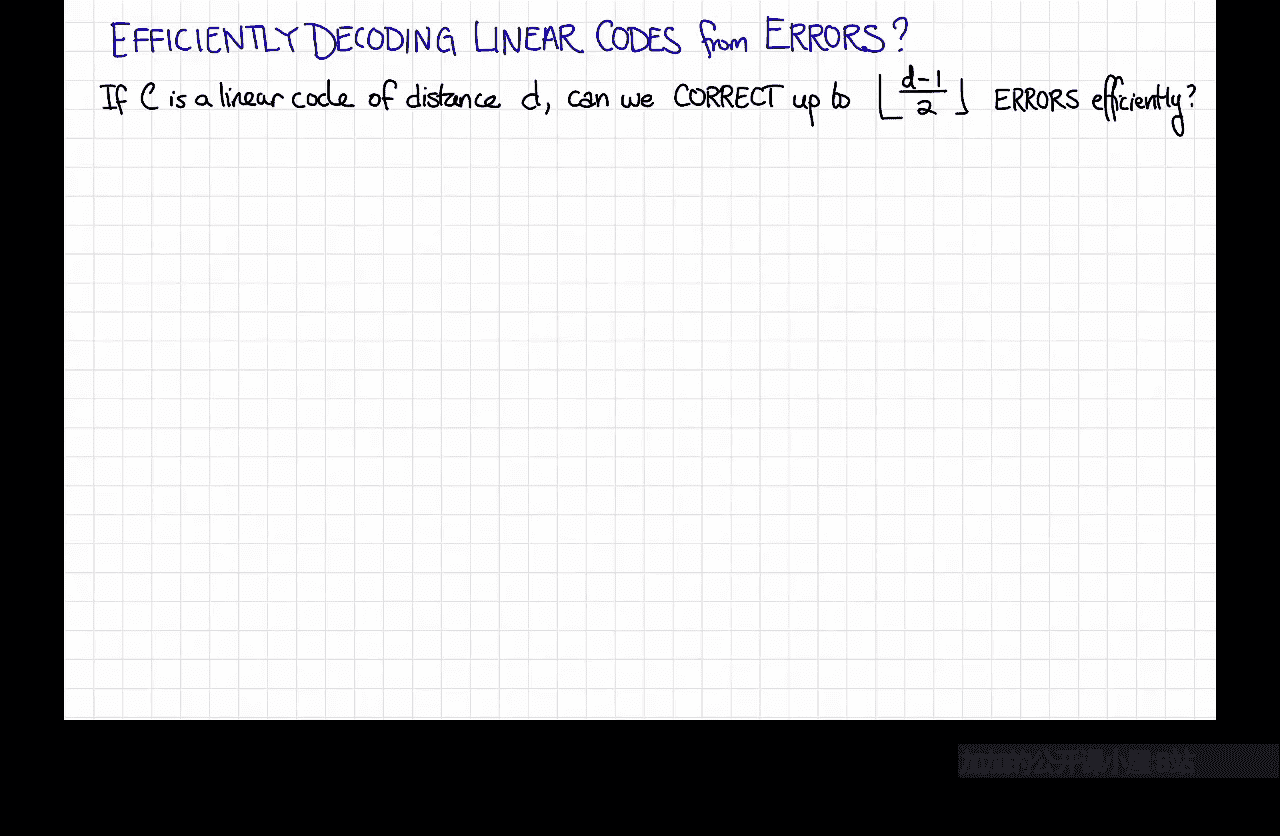 EFFICIENTLY DECODING LINEAR CODES from ERRORS?
If C is a linear code of distance d, can we CORRECT up to ⌊(d-1)/2⌋ ERRORS efficiently?